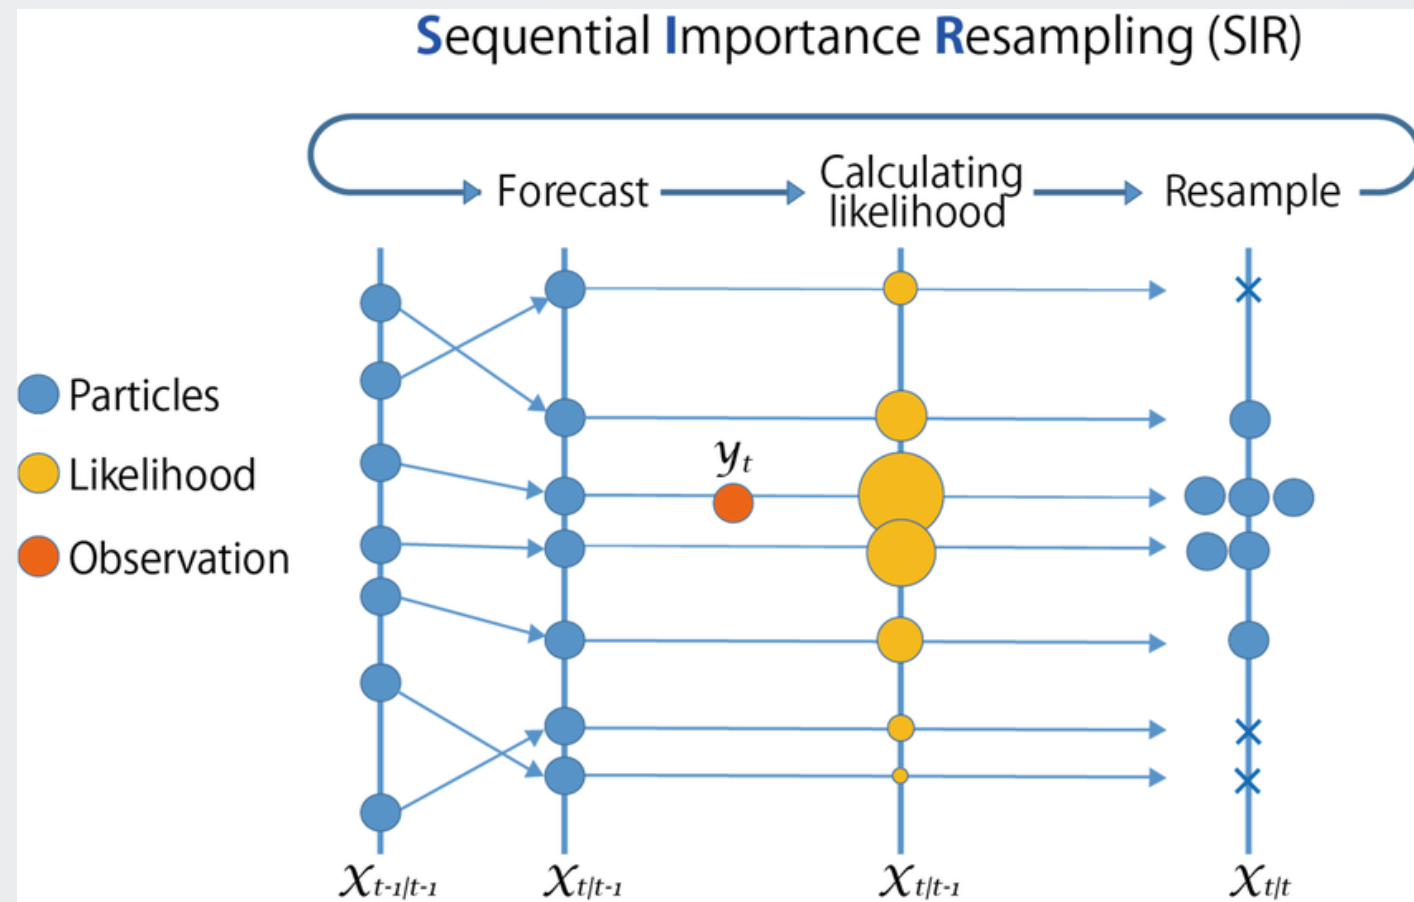 Sequential Importance Resampling (SIR)
Forecast
Calculating
likelihood
Resample
Particles
Likelihood
Observation
yt
Xt-1|t-1
Xt|t-1
Xt|t-1
Xt|t